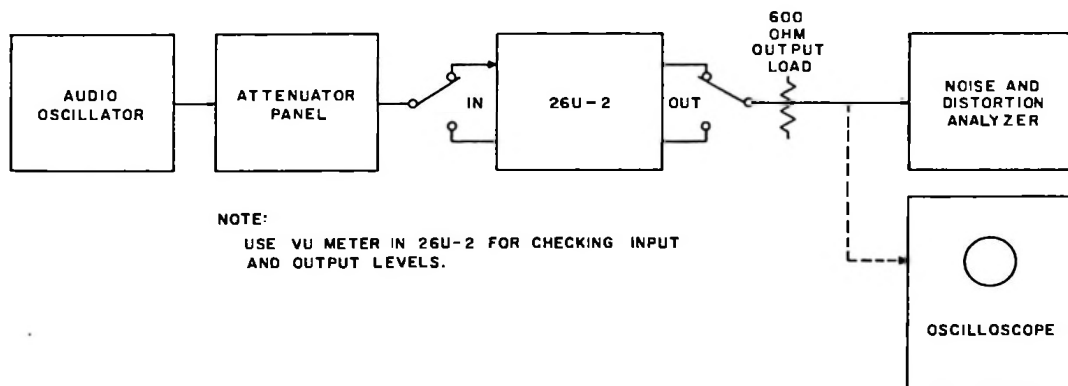 AUDIO
OSCILLATOR
ATTENUATOR
PANEL
IN
26U-2
OUT
600
OHM
OUTPUT
LOAD
NOISE AND
DISTORTION
ANALYZER
NOTE:
USE VU METER IN 26U-2 FOR CHECKING INPUT
AND OUTPUT LEVELS.
OSCILLOSCOPE